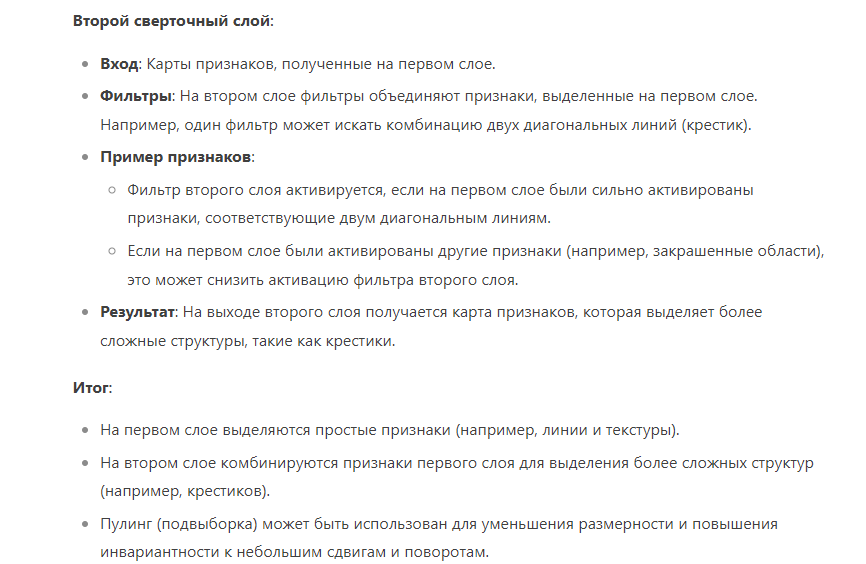 Второй сверточный слой:
Вход: Карты признаков, полученные на первом слое.
Фильтры: На втором слое фильтры объединяют признаки, выделенные на первом слое.
Например, один фильтр может искать комбинацию двух диагональных линий (крестик).
Пример признаков:
Фильтр второго слоя активируется, если на первом слое были сильно активированы
признаки, соответствующие двум диагональным линиям.
Если на первом слое были активированы другие признаки (например, закрашенные области),
это может снизить активацию фильтра второго слоя.
Результат: На выходе второго слоя получается карта признаков, которая выделяет более
сложные структуры, такие как крестики.
Итог:
На первом слое выделяются простые признаки (например, линии и текстуры).
На втором слое комбинируются признаки первого слоя для выделения более сложных структур
(например, крестиков).
Пулинг (подвыборка) может быть использован для уменьшения размерности и повышения
инвариантности к небольшим сдвигам и поворотам.